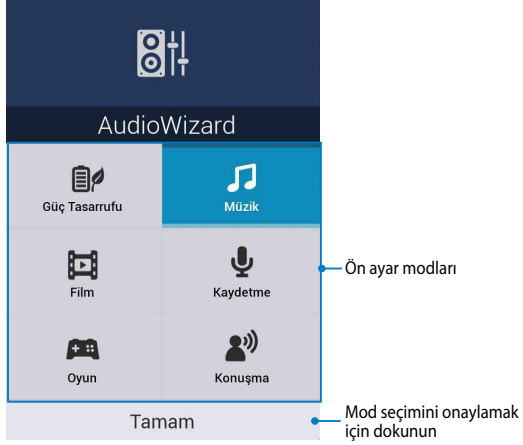 AudioWizard
Güç Tasarrufu
Müzik
Film
Kaydetme
Ön ayar modları
Oyun
Konuşma
Tamam
Mod seçimini onaylamak
için dokunun